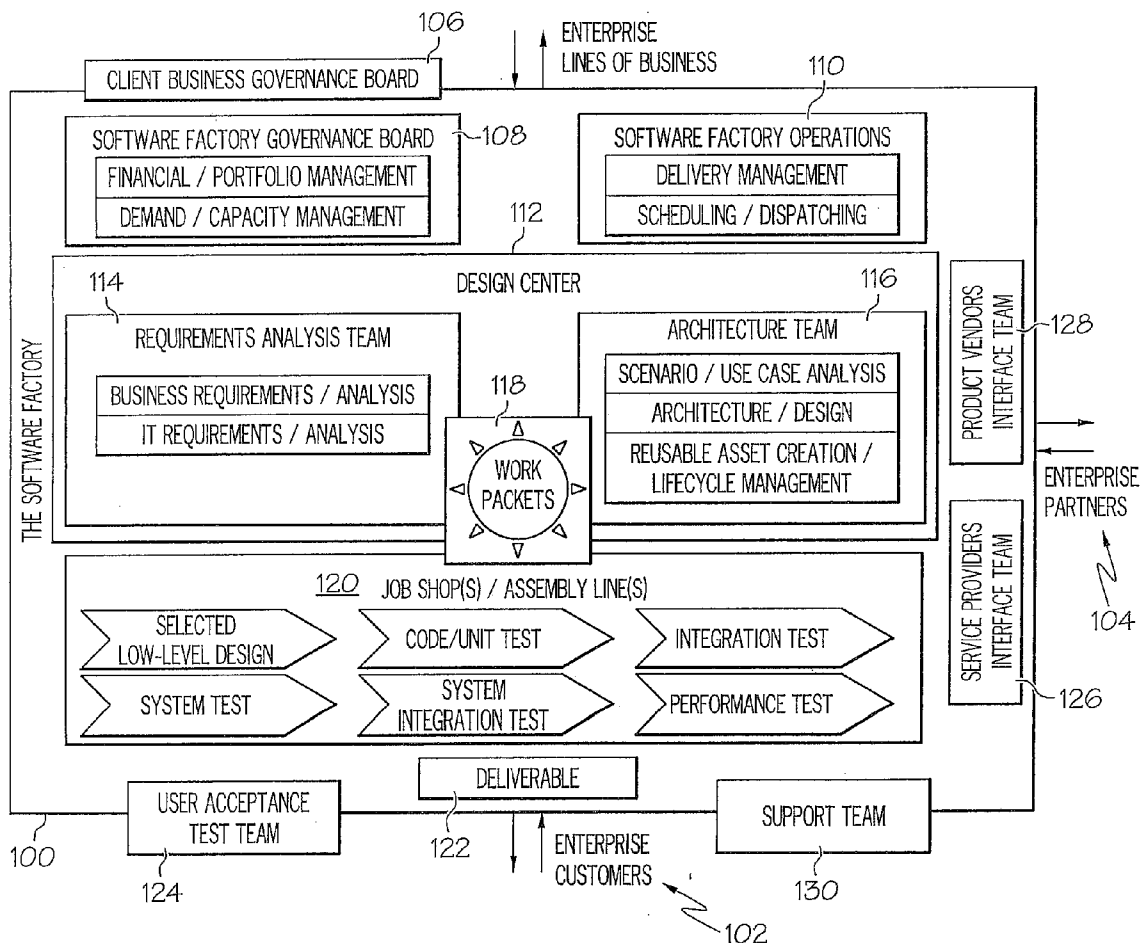 106
ENTERPRISE
LINES OF BUSINESS
CLIENT BUSINESS GOVERNANCE BOARD
110
SOFTWARE FACTORY GOVERNANCE BOARD
108
FINANCIAL / PORTFOLIO MANAGEMENT
DEMAND / CAPACITY MANAGEMENT
SOFTWARE FACTORY OPERATIONS
DELIVERY MANAGEMENT
SCHEDULING / DISPATCHING
112
DESIGN CENTER
114
REQUIREMENTS ANALYSIS TEAM
BUSINESS REQUIREMENTS / ANALYSIS
IT REQUIREMENTS / ANALYSIS
116
ARCHITECTURE TEAM
SCENARIO / USE CASE ANALYSIS
ARCHITECTURE / DESIGN
REUSABLE ASSET CREATION /
LIFECYCLE MANAGEMENT
118
WORK
PACKETS
THE SOFTWARE FACTORY
PRODUCT VENDORS
INTERFACE TEAM
128
ENTERPRISE
PARTNERS
104
SERVICE PROVIDERS
INTERFACE TEAM
126
120
JOB SHOP(S) / ASSEMBLY LINE(S)
SELECTED
LOW-LEVEL DESIGN
CODE/UNIT TEST
INTEGRATION TEST
SYSTEM TEST
SYSTEM
INTEGRATION TEST
PERFORMANCE TEST
DELIVERABLE
122
USER ACCEPTANCE
TEST TEAM
124
100
SUPPORT TEAM
130
ENTERPRISE
CUSTOMERS
102